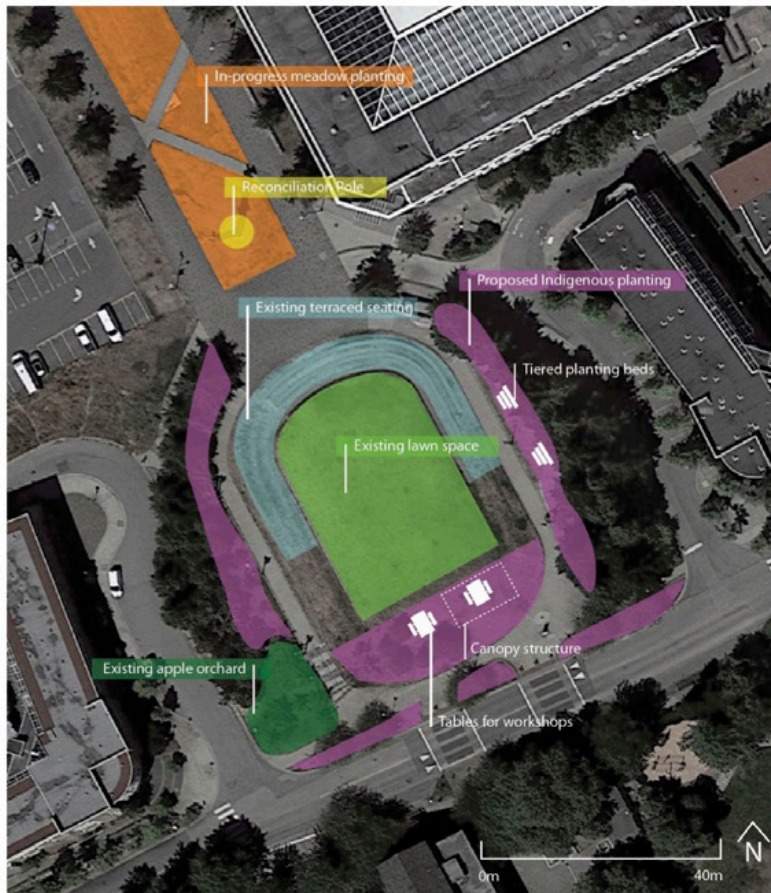 In-progress meadow planting
Reconciliation Pole
Proposed Indigenous planting
Existing terraced seating
Tiered planting beds
Existing lawn space
Canopy structure
Existing apple orchard
Tables for workshops
N
0m
40m